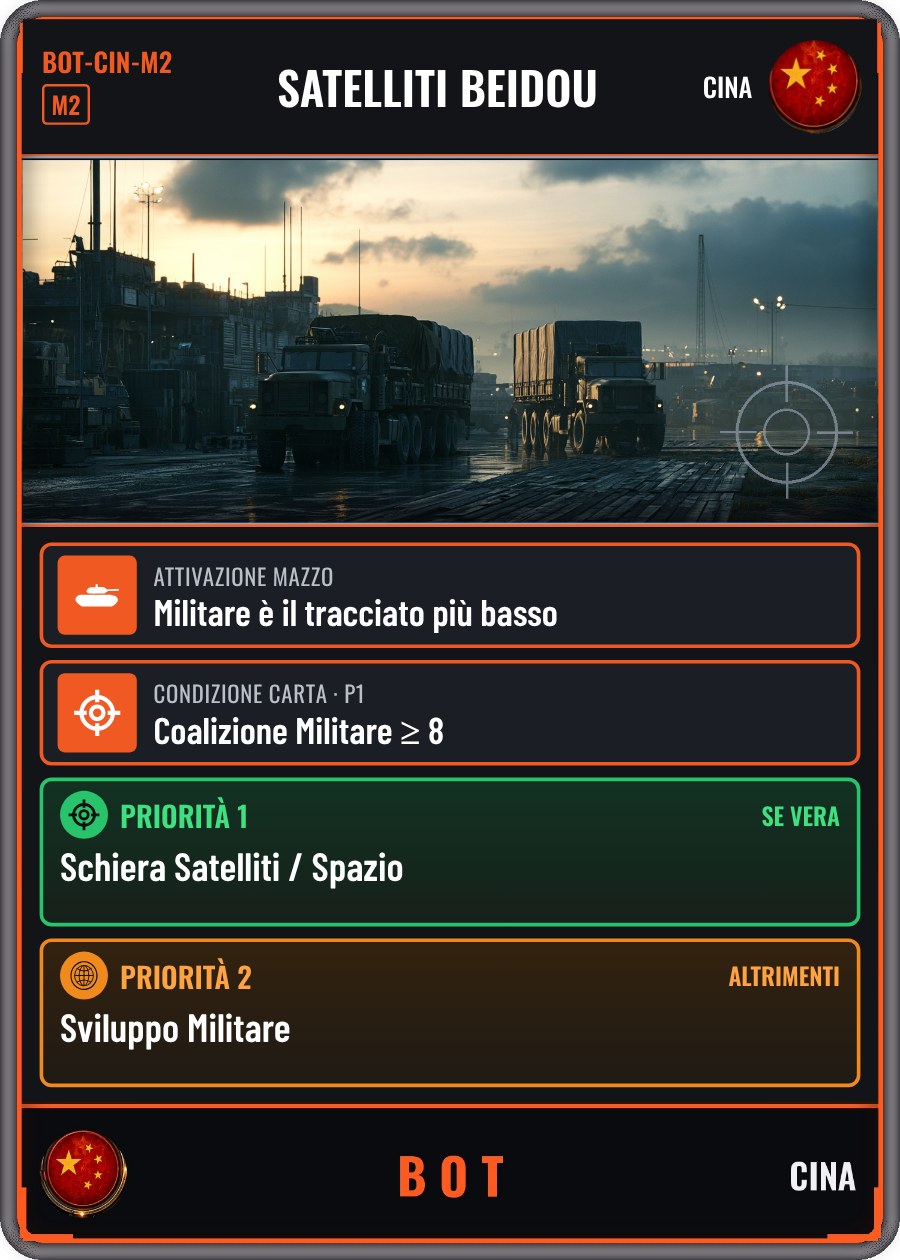 BOT-CIN-M2
M2
SATELLITI BEIDOU
CINA
ATTIVAZIONE MAZZO
Militare è il tracciato più basso
CONDIZIONE CARTA · P1
Coalizione Militare ≥ 8
PRIORITÀ 1
SE VERA
Schiera Satelliti / Spazio
PRIORITÀ 2
ALTRIMENTI
Sviluppo Militare
BOT
CINA